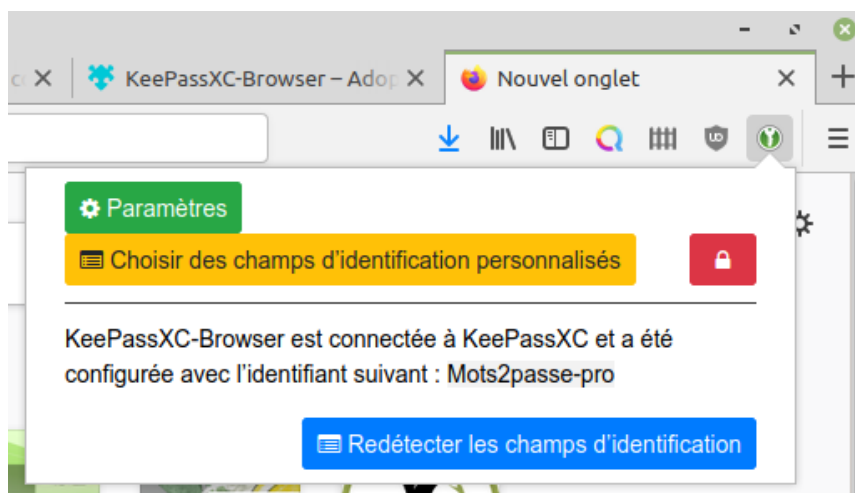 KeePassXC-Browser – Adop
Nouvel onglet
Paramètres
Choisir des champs d’identification personnalisés
KeePassXC-Browser est connectée à KeePassXC et a été
configurée avec l’identifiant suivant : Mots2passe-pro
Redétecter les champs d’identification